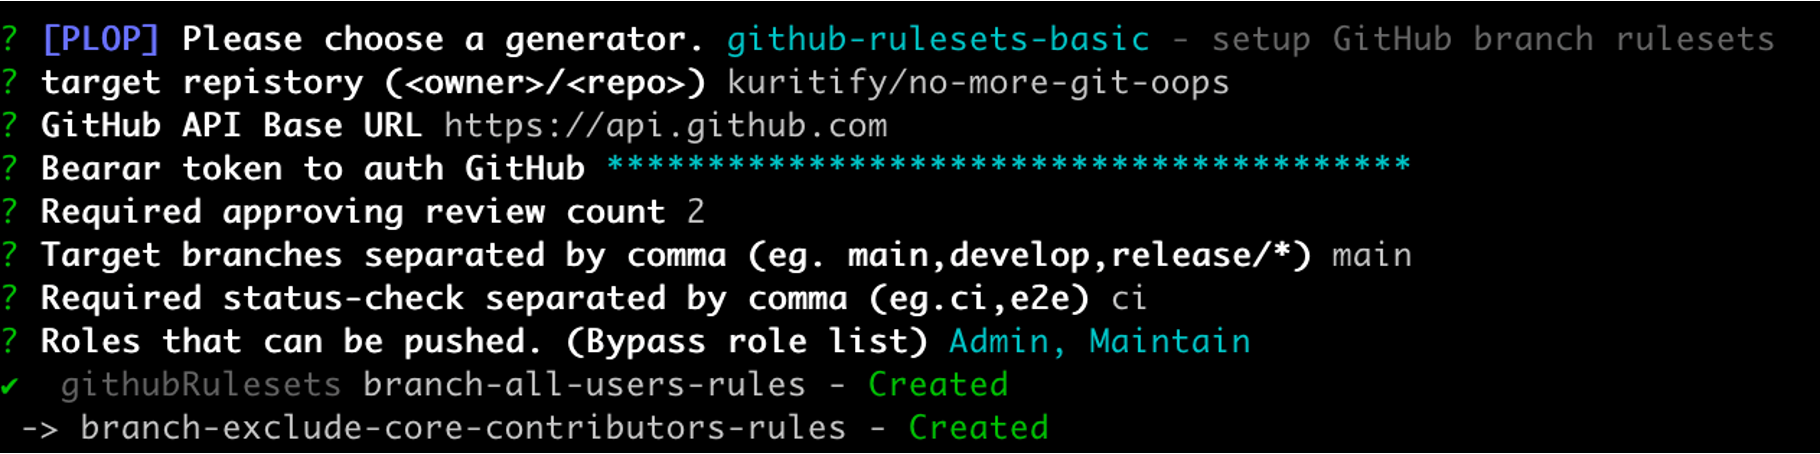 ? [PLOP] Please choose a generator. github-rulesets-basic - setup GitHub branch rulesets
? target repistory (<owner>/<repo>) kuritify/no-more-git-oops
? GitHub API Base URL https://api.github.com
? Bearar token to auth GitHub ****************************************
? Required approving review count 2
? Target branches separated by comma (eg. main,develop,release/*) main
? Required status-check separated by comma (eg.ci,e2e) ci
? Roles that can be pushed. (Bypass role list) Admin, Maintain
✔  githubRulesets branch-all-users-rules - Created
 -> branch-exclude-core-contributors-rules - Created